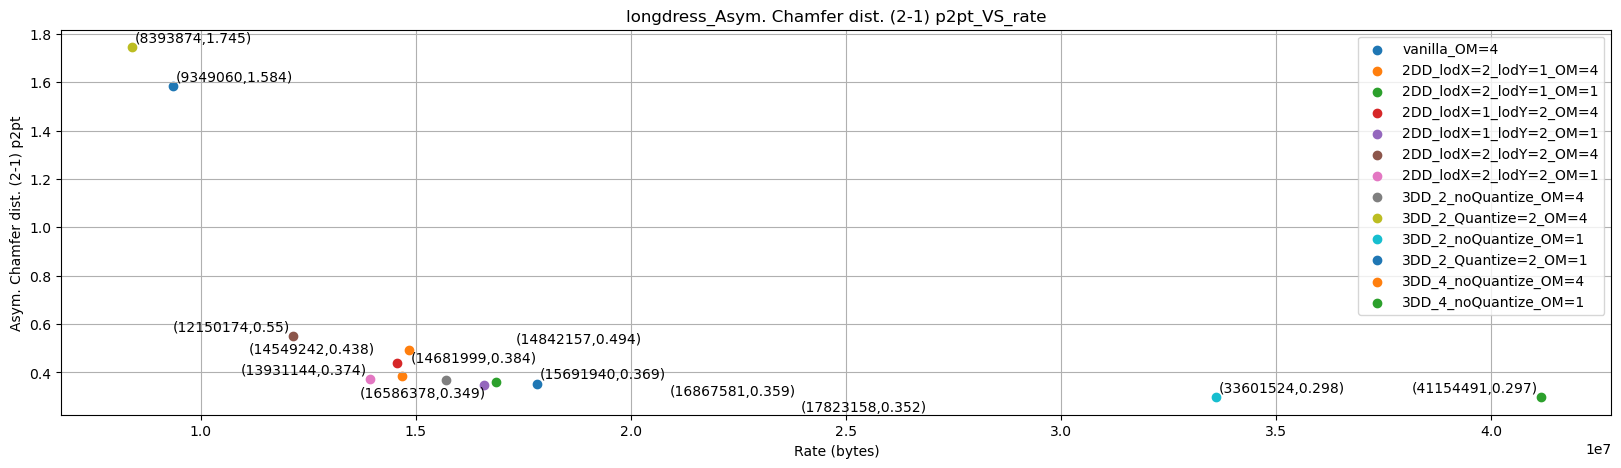 longdress_Asym. Chamfer dist. (2-1) p2pt_VS_rate
Asym. Chamfer dist. (2-1) p2pt
1.8
1.6
1.4
1.2
1.0
0.8
0.6
0.4
(8393874,1.745)
(9349060,1.584)
(12150174,0.55)
(14549242,0.438)
(13931144,0.374)
(14842157,0.494)
(14681999,0.384)
(15691940,0.369)
(16586378,0.349)
(16867581,0.359)
(17823158,0.352)
(33601524,0.298)
(41154491,0.297)
vanilla_OM=4
2DD_lodX=2_lodY=1_OM=4
2DD_lodX=2_lodY=1_OM=1
2DD_lodX=1_lodY=2_OM=4
2DD_lodX=1_lodY=2_OM=1
2DD_lodX=2_lodY=2_OM=4
2DD_lodX=2_lodY=2_OM=1
3DD_2_noQuantize_OM=4
3DD_2_Quantize=2_OM=4
3DD_2_noQuantize_OM=1
3DD_2_Quantize=2_OM=1
3DD_4_noQuantize_OM=4
3DD_4_noQuantize_OM=1
1.0 1.5 2.0 2.5 3.0 3.5 4.0
1e7
Rate (bytes)